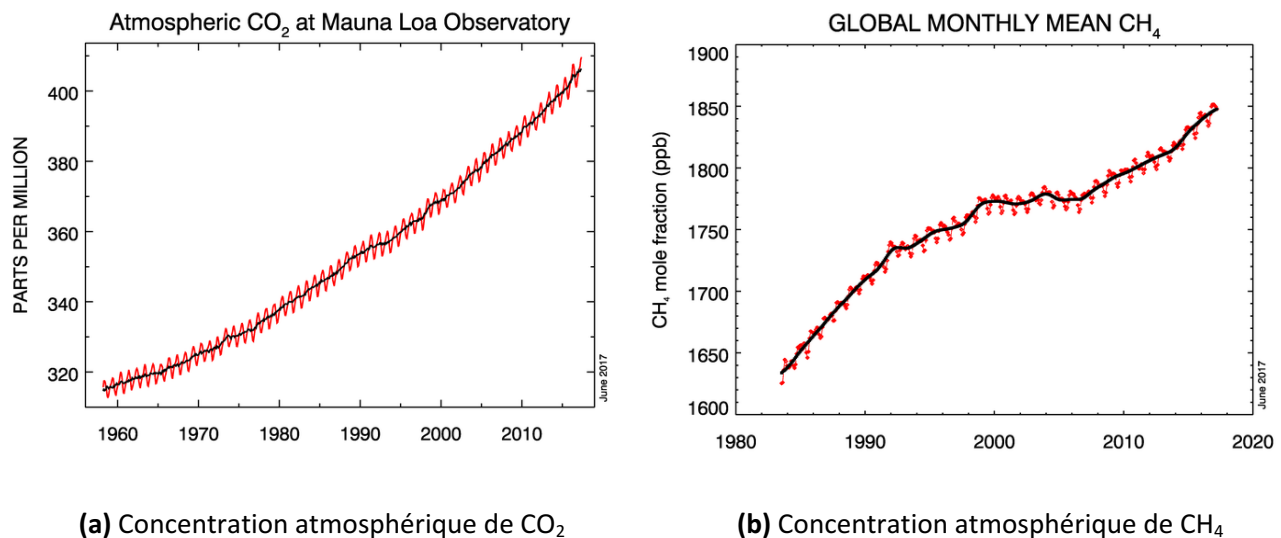 Atmospheric CO₂ at Mauna Loa Observatory
PARTS PER MILLION
400
380
360
340
320
1960 1970 1980 1990 2000 2010
June 2017
(a) Concentration atmosphérique de CO₂
GLOBAL MONTHLY MEAN CH₄
CH₄ mole fraction (ppb)
1900
1850
1800
1750
1700
1650
1600
1980 1990 2000 2010 2020
June 2017
(b) Concentration atmosphérique de CH₄